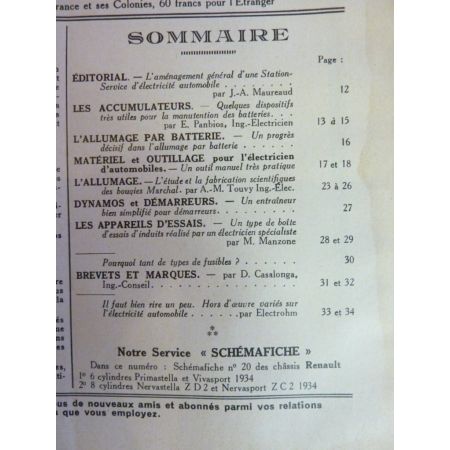 rance et ses Colonies, 60 francs pour l'Etranger
SOMMAIRE
Page :
ÉDITORIAL. — L'aménagement général d'une Station-
Service d'électricité automobile . . . . . . . .
par J.-A. Maureaud 12
LES ACCUMULATEURS. — Quelques dispositifs
très utiles pour la manutention des batteries. . .
par E. Panbios, Ing.-Electricien 13 à 15
L'ALLUMAGE PAR BATTERIE. — Un progrès
décisif dans l'allumage par batterie . . . . . . 16
MATÉRIEL et OUTILLAGE pour l'électricien
d'automobiles. — Un outil manuel très pratique 17 et 18
L'ALLUMAGE. — L'étude et la fabrication scientifiques
des bougies Marchal. par A.-M. Touvy Ing.-Élec. 23 à 26
DYNAMOS et DÉMARREURS. — Un entraîneur
bien simplifié pour démarreurs. . . . . . . . 27
LES APPAREILS D'ESSAIS. — Un type de boîte
d'essais d'induits réalisé par un électricien spécialiste
par M. Manzone 28 et 29
Pourquoi tant de types de fusibles ? . . . . . . 30
BREVETS ET MARQUES. — par D. Casalonga,
Ing.-Conseil . . . . . . . . . . . . . . 31 et 32
Il faut bien rire un peu. Hors d'œuvre variés sur
l'électricité automobile . . . . . par Electrohm 33 et 34
*
**
Notre Service « SCHÉMAFICHE »
Dans ce numéro : Schémafiche n° 20 des châssis Renault
1° 6 cylindres Primastella et Vivasport 1934
2° 8 cylindres Nervastella Z D 2 et Nervasport Z C 2 1934
us de nouveaux amis et abonnés parmi vos relations
que vous employez.